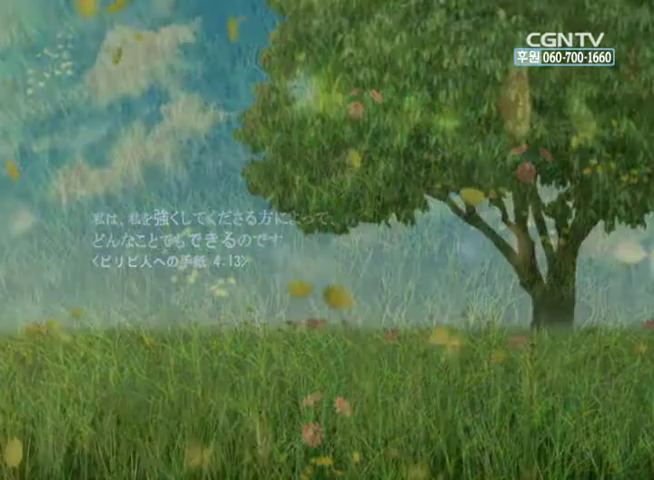 CGNTV
후원 060-700-1660
私は、私を強くしてくださる方によって、
どんなことでもできるのです
<ピリピ人への手紙 4:13>